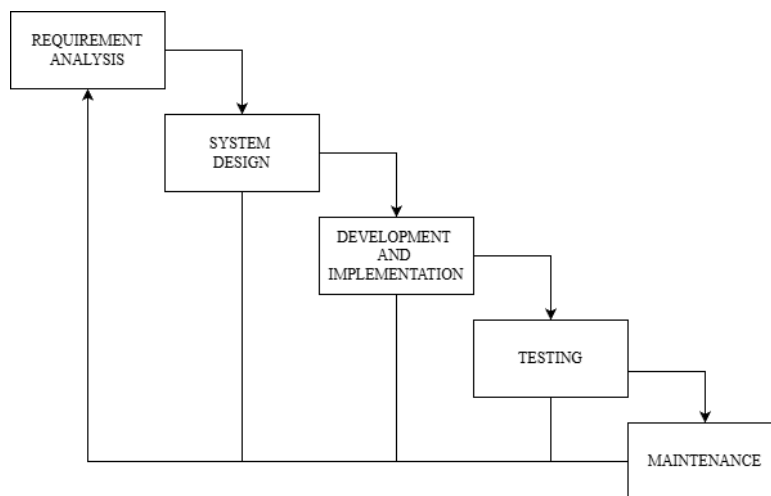 REQUIREMENT
ANALYSIS
SYSTEM
DESIGN
DEVELOPMENT
AND
IMPLEMENTATION
TESTING
MAINTENANCE